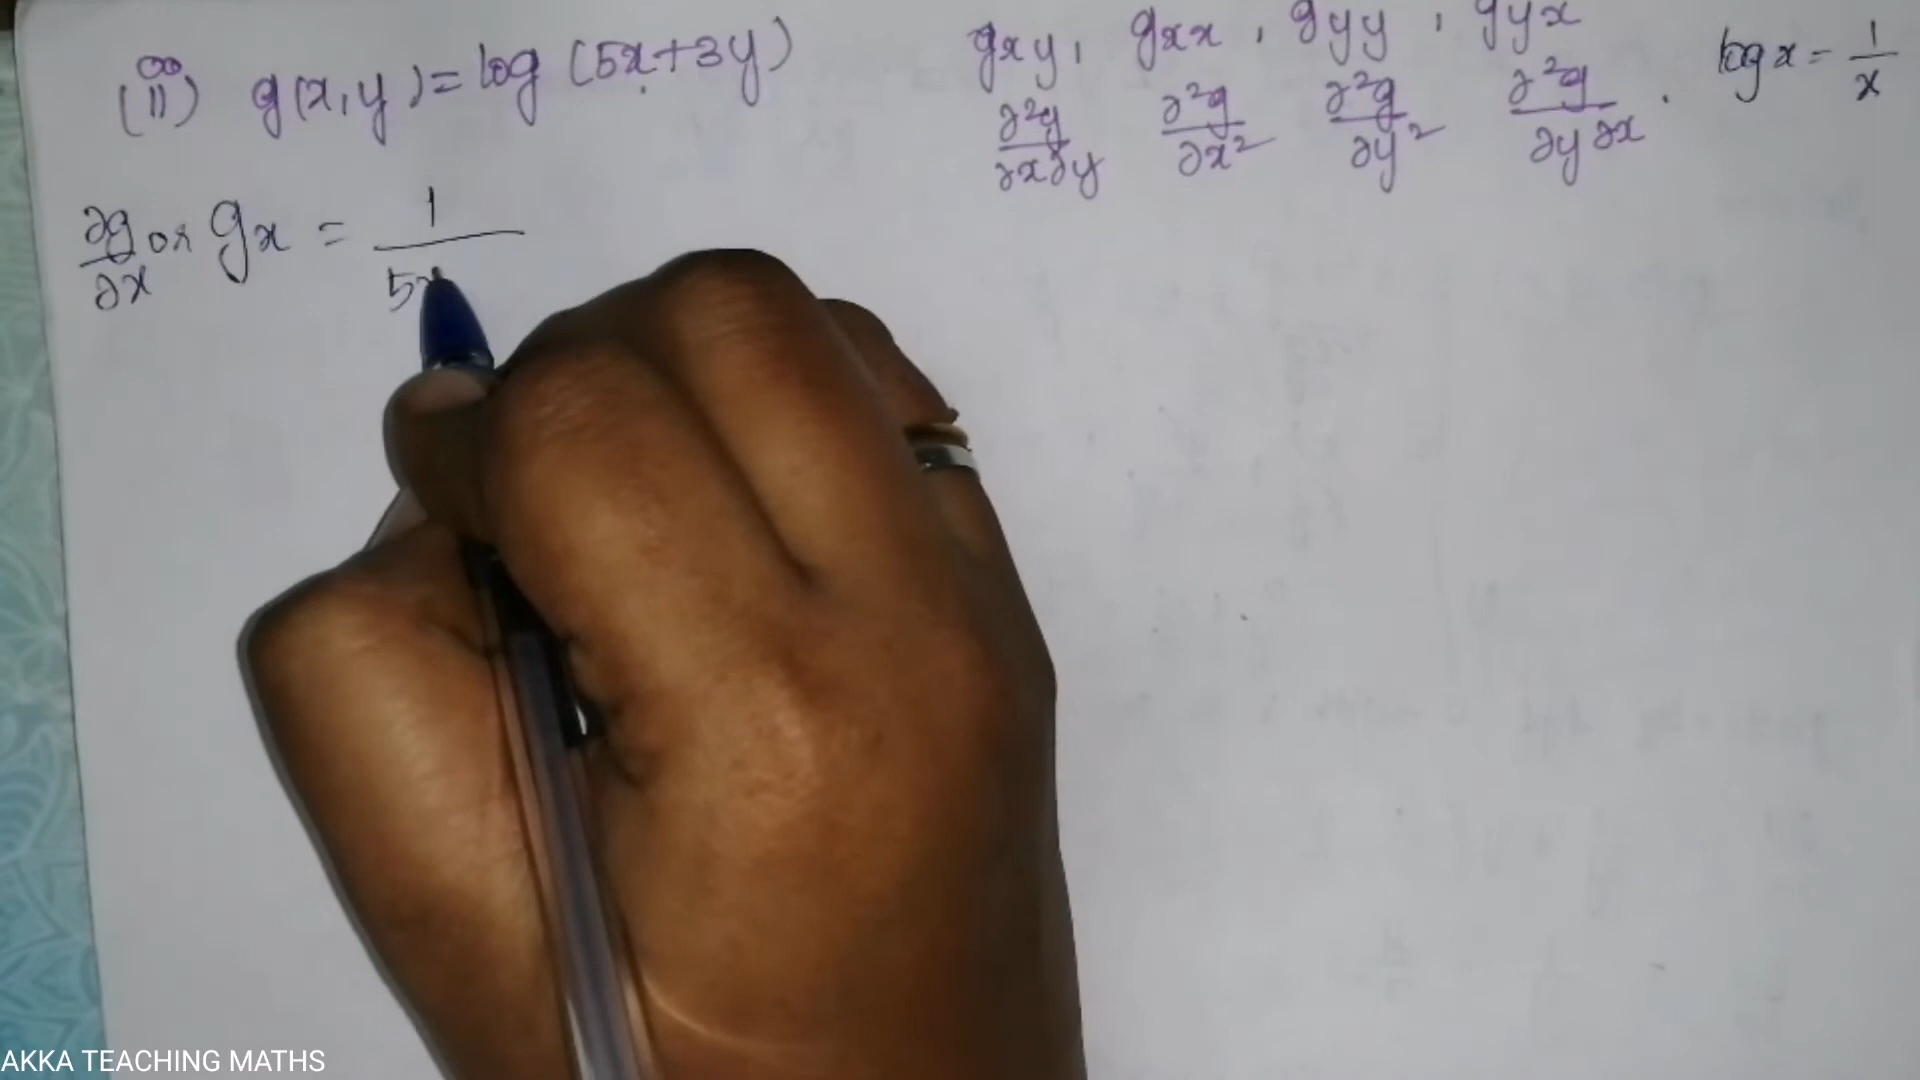 (ii) g(x,y) = log (5x+3y)
gxy, gxx, gyy, gyx
∂²g/∂x∂y ∂²g/∂x² ∂²g/∂y² ∂²g/∂y∂x.
log x = 1/x
∂g/∂x or gx = 1/5x
AKKA TEACHING MATHS